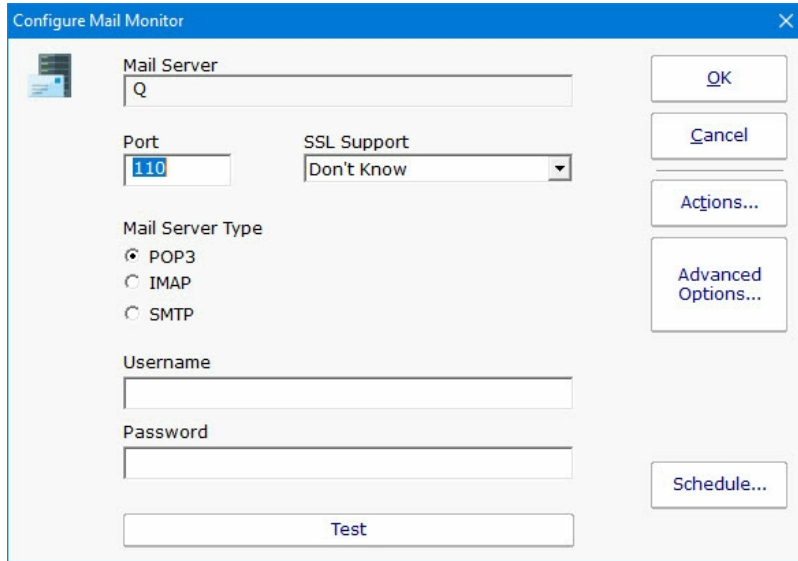 Configure Mail Monitor
Mail Server
Q
OK
Cancel
Port
SSL Support
110
Don't Know
Actions...
Mail Server Type
POP3
IMAP
SMTP
Advanced
Options...
Username
Password
Schedule...
Test